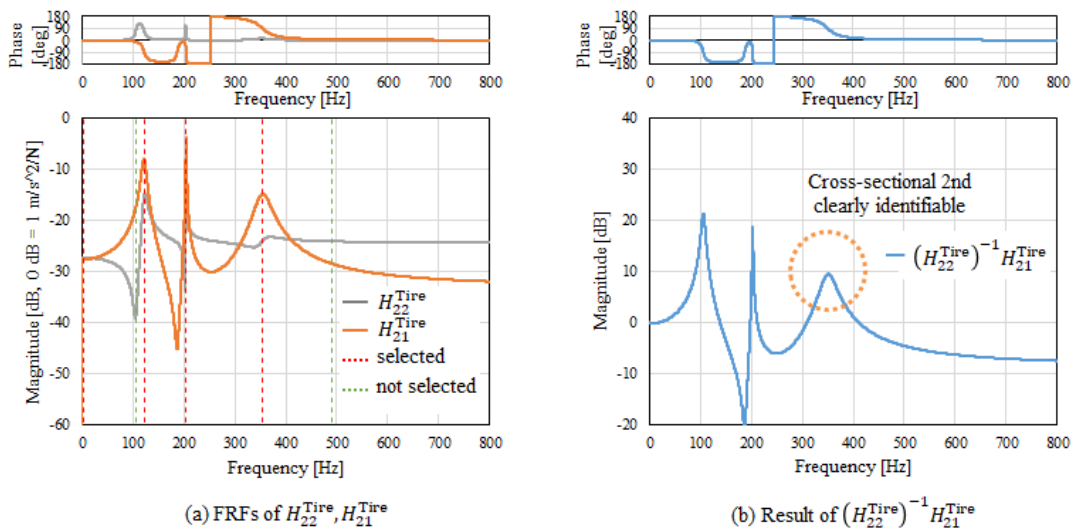 Phase
[deg]
180
90
0
-90
-180
0 100 200 300 400 500 600 700 800
Frequency [Hz]
Magnitude [dB, 0 dB = 1 m/s^2/N]
0
-10
-20
-30
-40
-50
-60
H₂₂ᵀⁱʳᵉ
H₂₁ᵀⁱʳᵉ
selected
not selected
0 100 200 300 400 500 600 700 800
Frequency [Hz]
(a) FRFs of H₂₂ᵀⁱʳᵉ, H₂₁ᵀⁱʳᵉ
Phase
[deg]
180
90
0
-90
-180
0 100 200 300 400 500 600 700 800
Frequency [Hz]
Magnitude [dB]
40
30
20
10
0
-10
-20
Cross-sectional 2nd
clearly identifiable
(H₂₂ᵀⁱʳᵉ)⁻¹H₂₁ᵀⁱʳᵉ
0 100 200 300 400 500 600 700 800
Frequency [Hz]
(b) Result of (H₂₂ᵀⁱʳᵉ)⁻¹H₂₁ᵀⁱʳᵉ